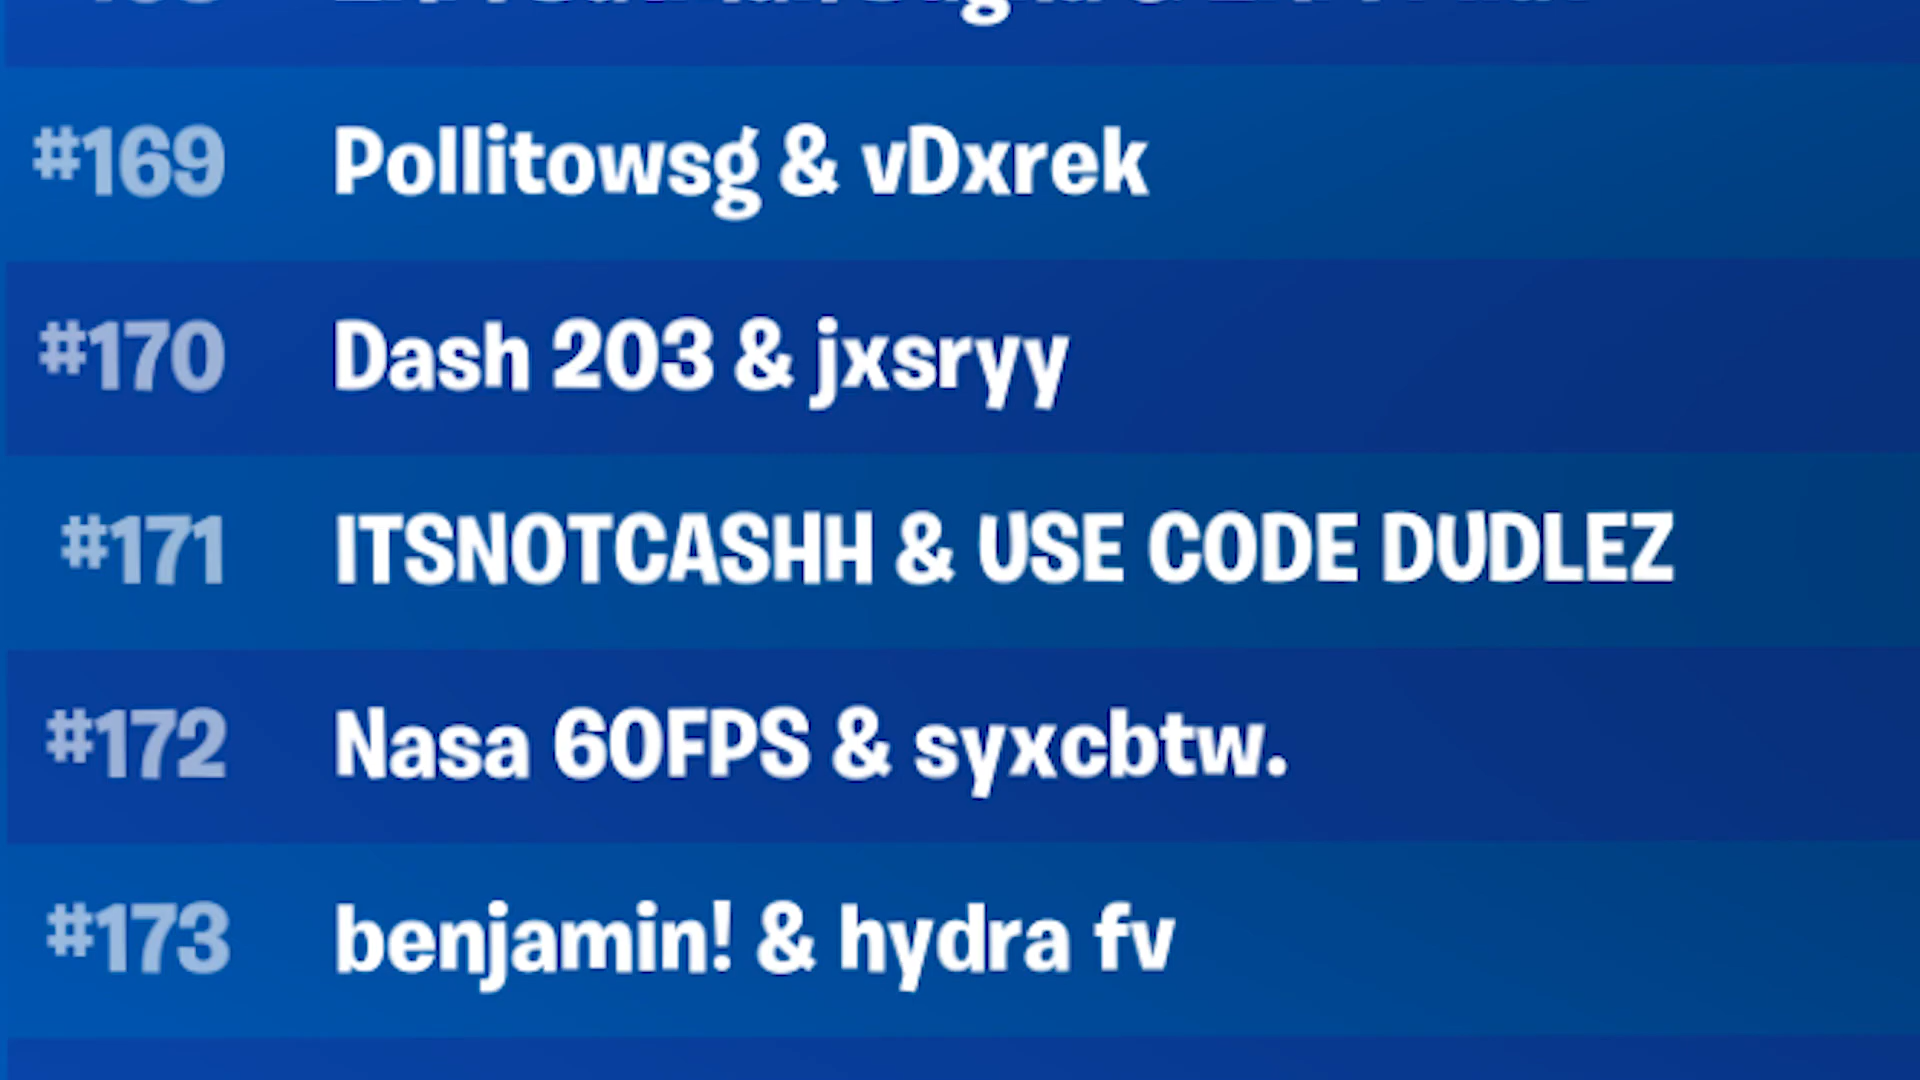 #169 Pollitowsg & vDxrek
#170 Dash 203 & jxsryy
#171 ITSNOTCASHH & USE CODE DUDLEZ
#172 Nasa 60FPS & syxcbtw.
#173 benjamin! & hydra fv